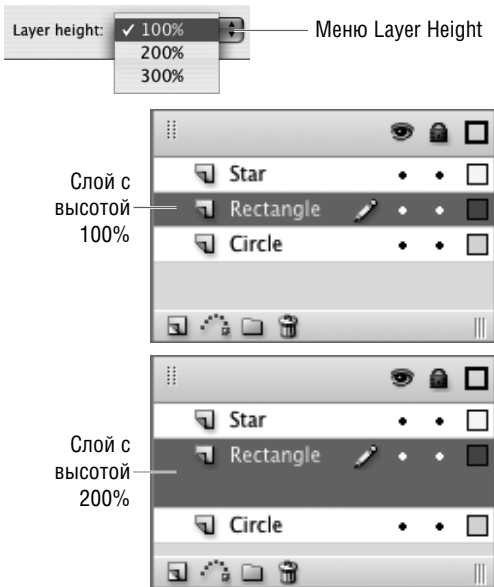 Layer height: ✓ 100%
200%
300%
Меню Layer Height
Star
Rectangle
Circle
Слой с
высотой
100%
Star
Rectangle
Circle
Слой с
высотой
200%